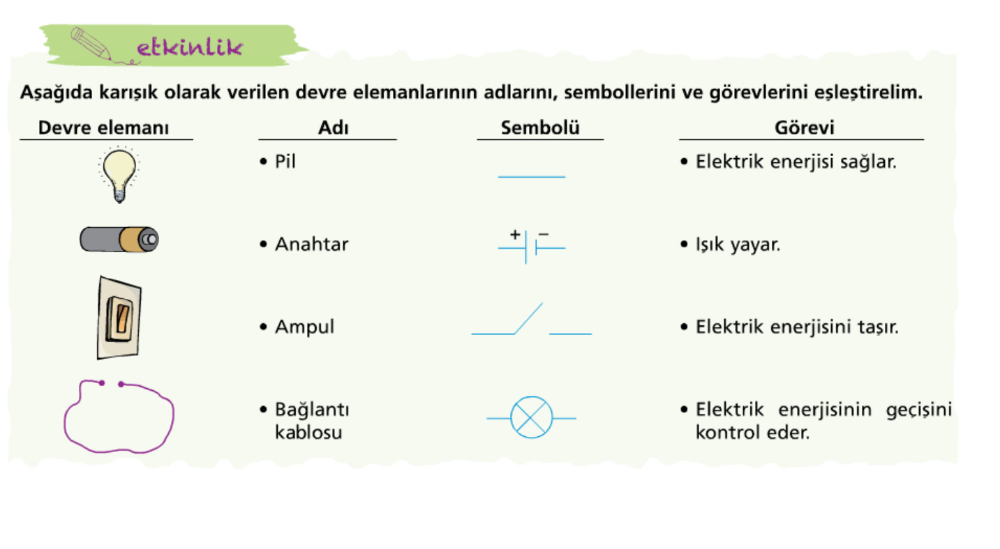 etkinlik
Aşağıda karışık olarak verilen devre elemanlarının adlarını, sembollerini ve görevlerini eşleştirelim.
Devre elemanı Adı Sembolü Görevi
• Pil • Elektrik enerjisi sağlar.
+ –
• Anahtar • Işık yayar.
• Ampul • Elektrik enerjisini taşır.
• Bağlantı • Elektrik enerjisinin geçişini
kablosu kontrol eder.